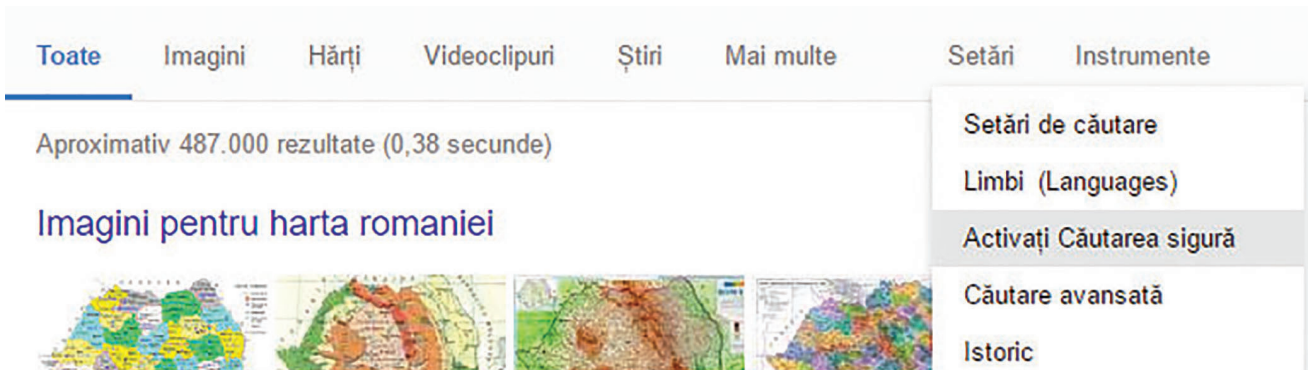 Toate Imagini Hărți Videoclipuri Știri Mai multe Setări Instrumente
Aproximativ 487.000 rezultate (0,38 secunde)
Imagini pentru harta romaniei
Setări de căutare
Limbi (Languages)
Activați Căutarea sigură
Căutare avansată
Istoric